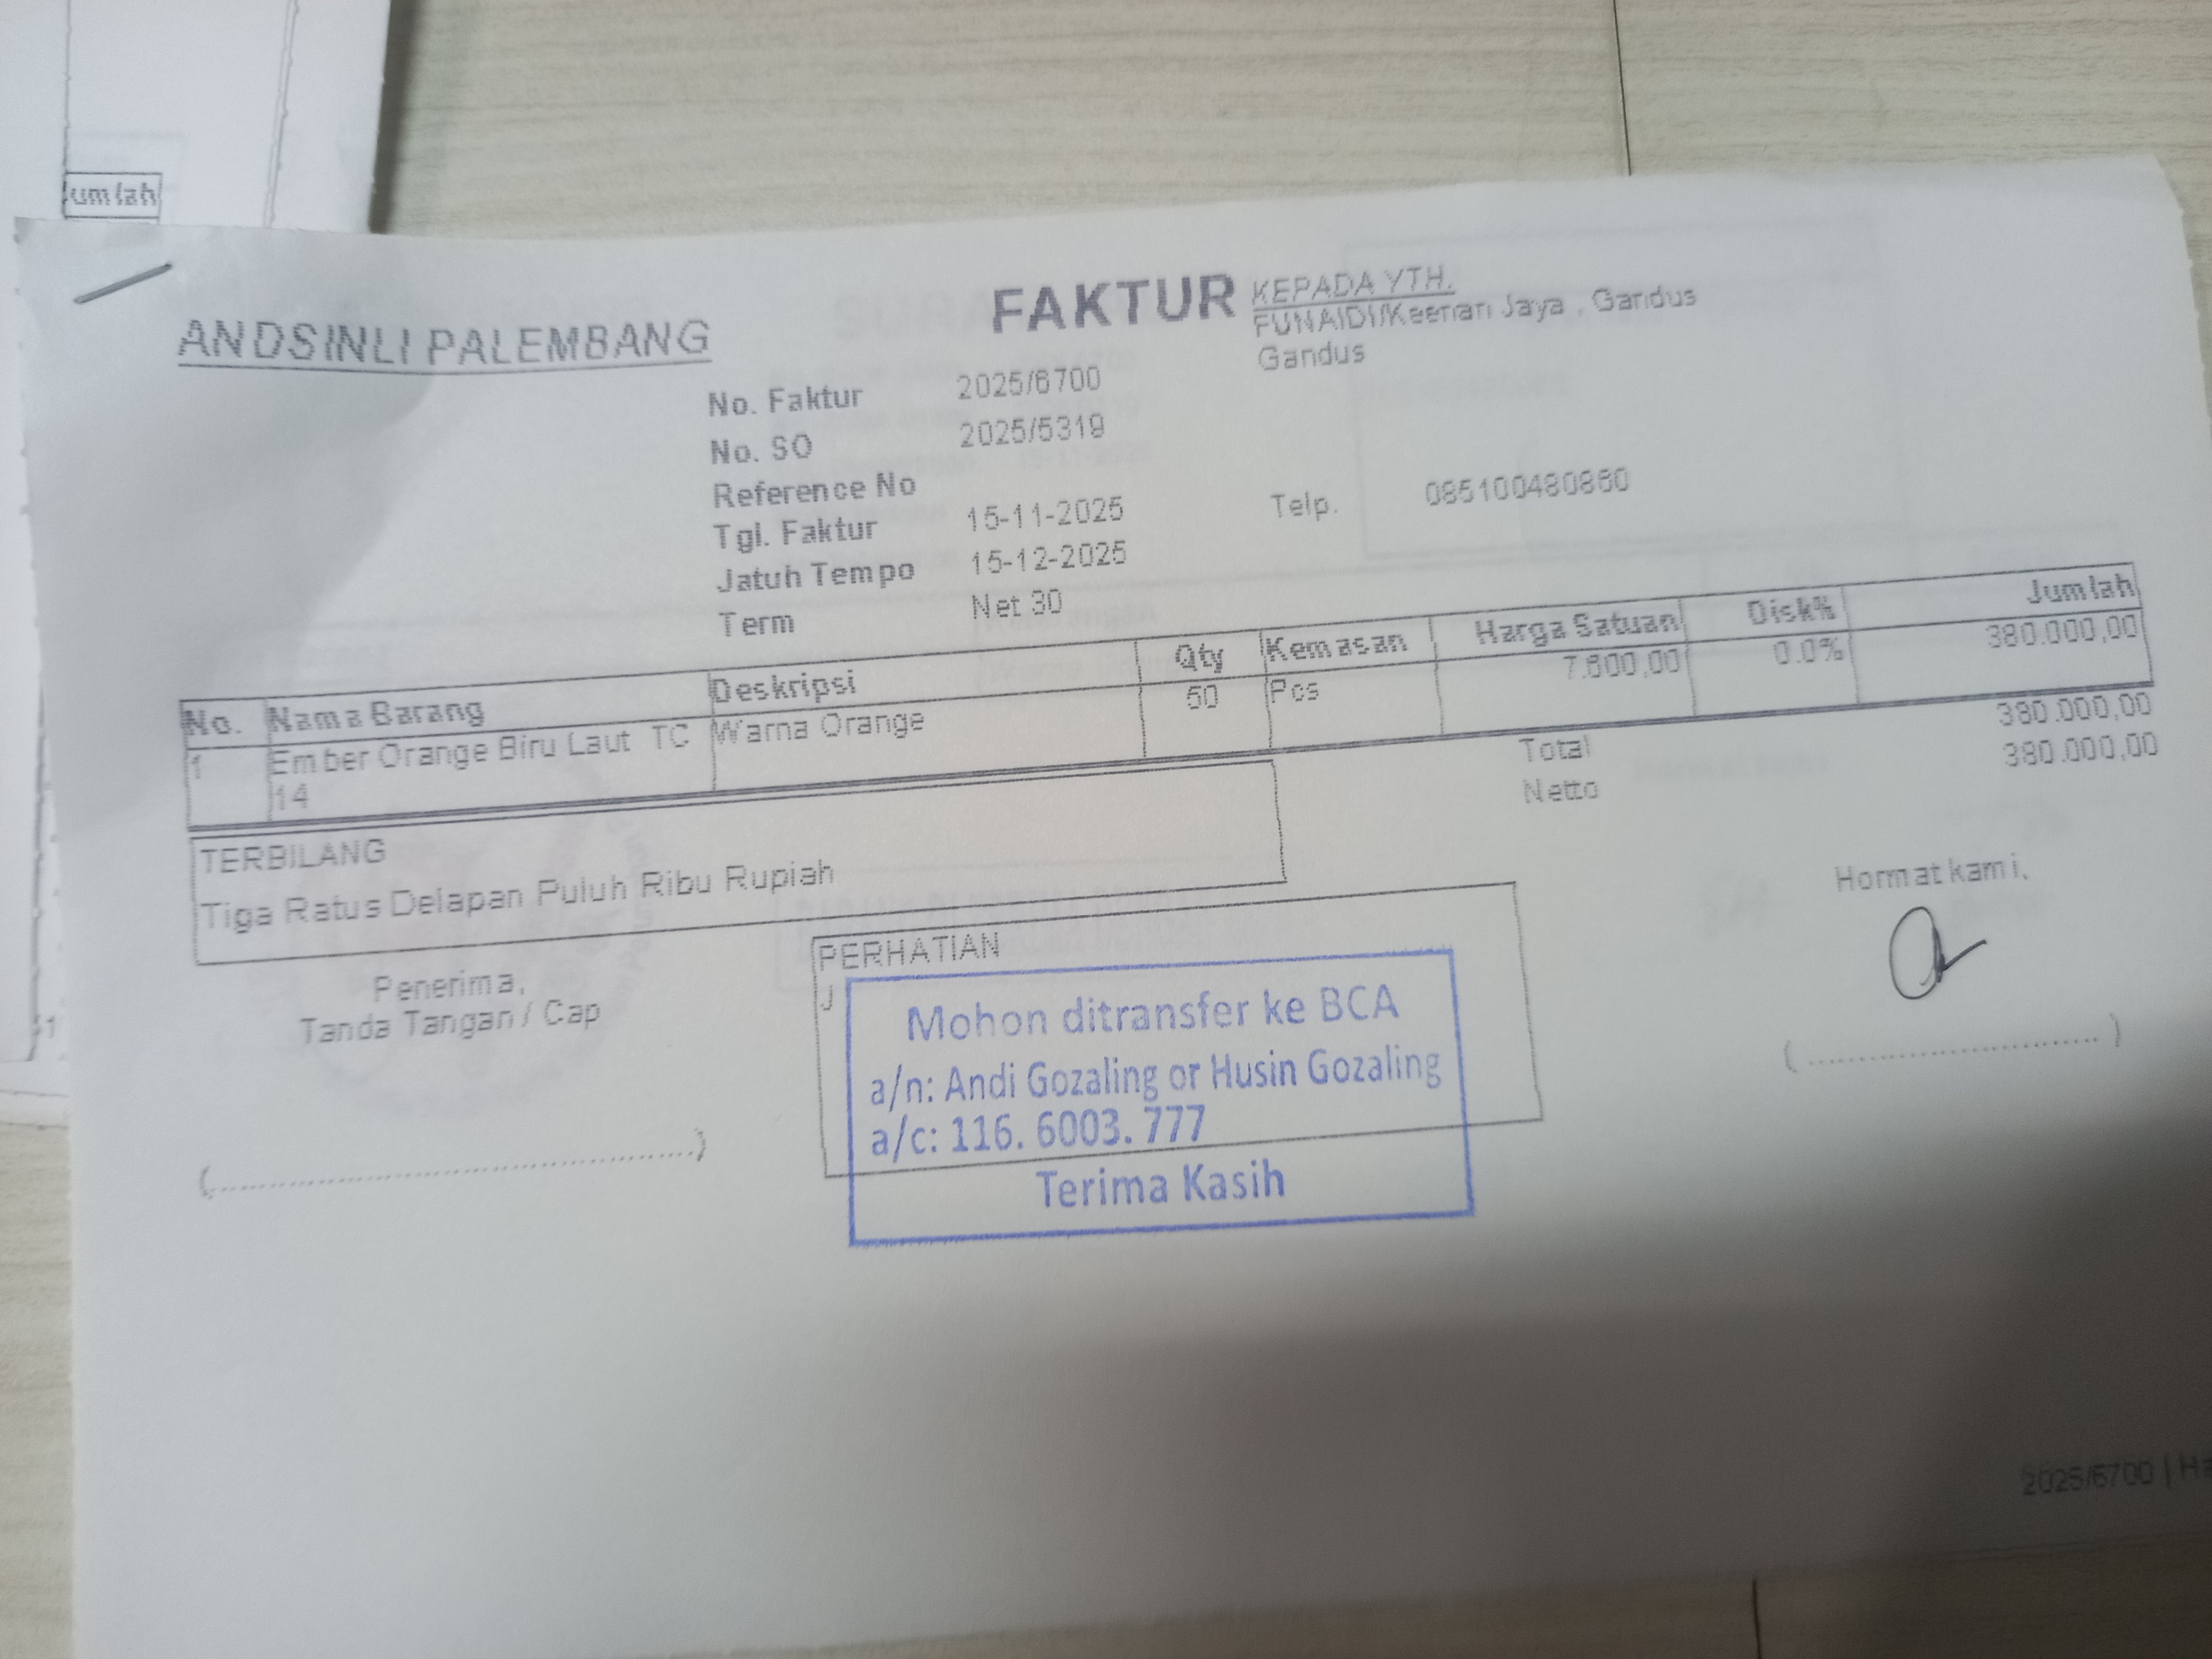 Jumlah
ANDSINLI PALEMBANG
FAKTUR
KEPADA YTH.
FUNAIDI/Keenan Jaya , Gandus
Gandus
No. Faktur 2025/6700
No. SO 2025/5319
Reference No
Tgl. Faktur 15-11-2025
Jatuh Tempo 15-12-2025
Term Net 30
Telp. 085100480860
No. Nama Barang Deskripsi Qty Kemasan Harga Satuan Disk% Jumlah
1 Ember Orange Biru Laut TC Warna Orange 50 Pcs 7.600,00 0.0% 380.000,00
14
Total 380.000,00
Netto 380.000,00
TERBILANG
Tiga Ratus Delapan Puluh Ribu Rupiah
Penerima,
Tanda Tangan / Cap
(................................................)
PERHATIAN
J
Mohon ditransfer ke BCA
a/n: Andi Gozaling or Husin Gozaling
a/c: 116. 6003. 777
Terima Kasih
Hormat kami,
(................................)
2025/6700 | Ha